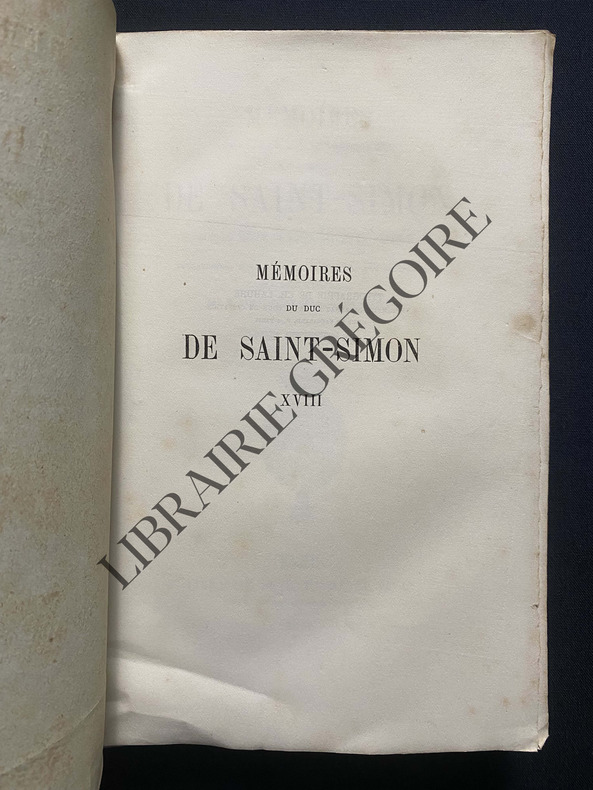 MÉMOIRES
DU DUC
DE SAINT-SIMON
XVIII
LIBRAIRIE GRÉGOIRE